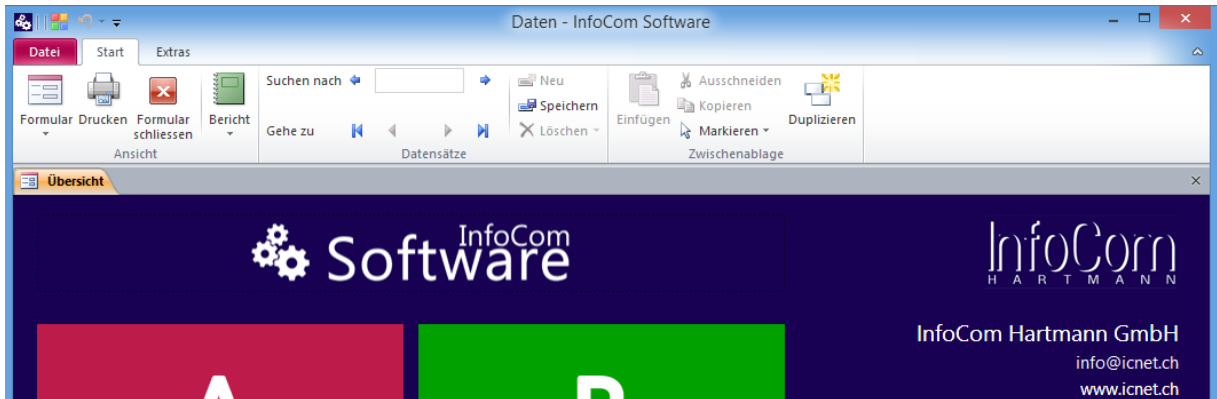 Daten - InfoCom Software
Datei Start Extras
Suchen nach Neu Ausschneiden
Speichern Kopieren
Formular Drucken Formular schliessen Bericht Gehe zu Löschen Einfügen Markieren Duplizieren
Ansicht Datensätze Zwischenablage
Übersicht
InfoCom
Software
InfoCom
HARTMANN
InfoCom Hartmann GmbH
info@icnet.ch
www.icnet.ch